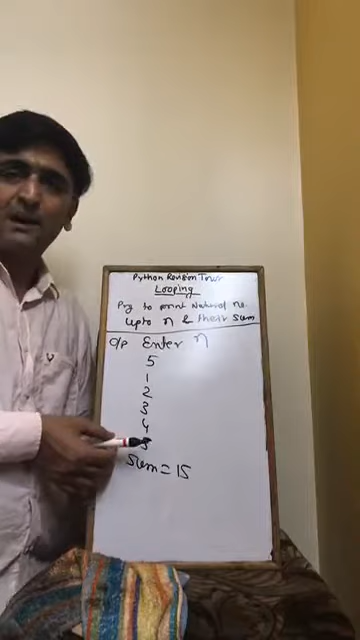 Python Revision Tour
Looping
Prg to print Natural no.
upto n & their sum
O/P Enter n
5
1
2
3
4
5
Sum = 15